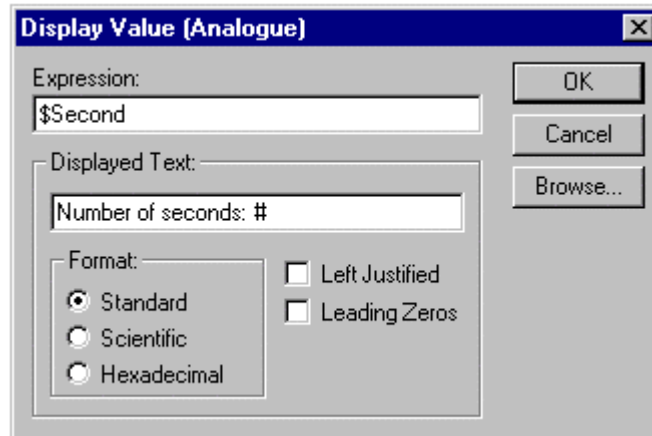 Display Value (Analogue)
Expression:
$Second
OK
Cancel
Browse...
Displayed Text:
Number of seconds: #
Format:
Standard
Scientific
Hexadecimal
Left Justified
Leading Zeros